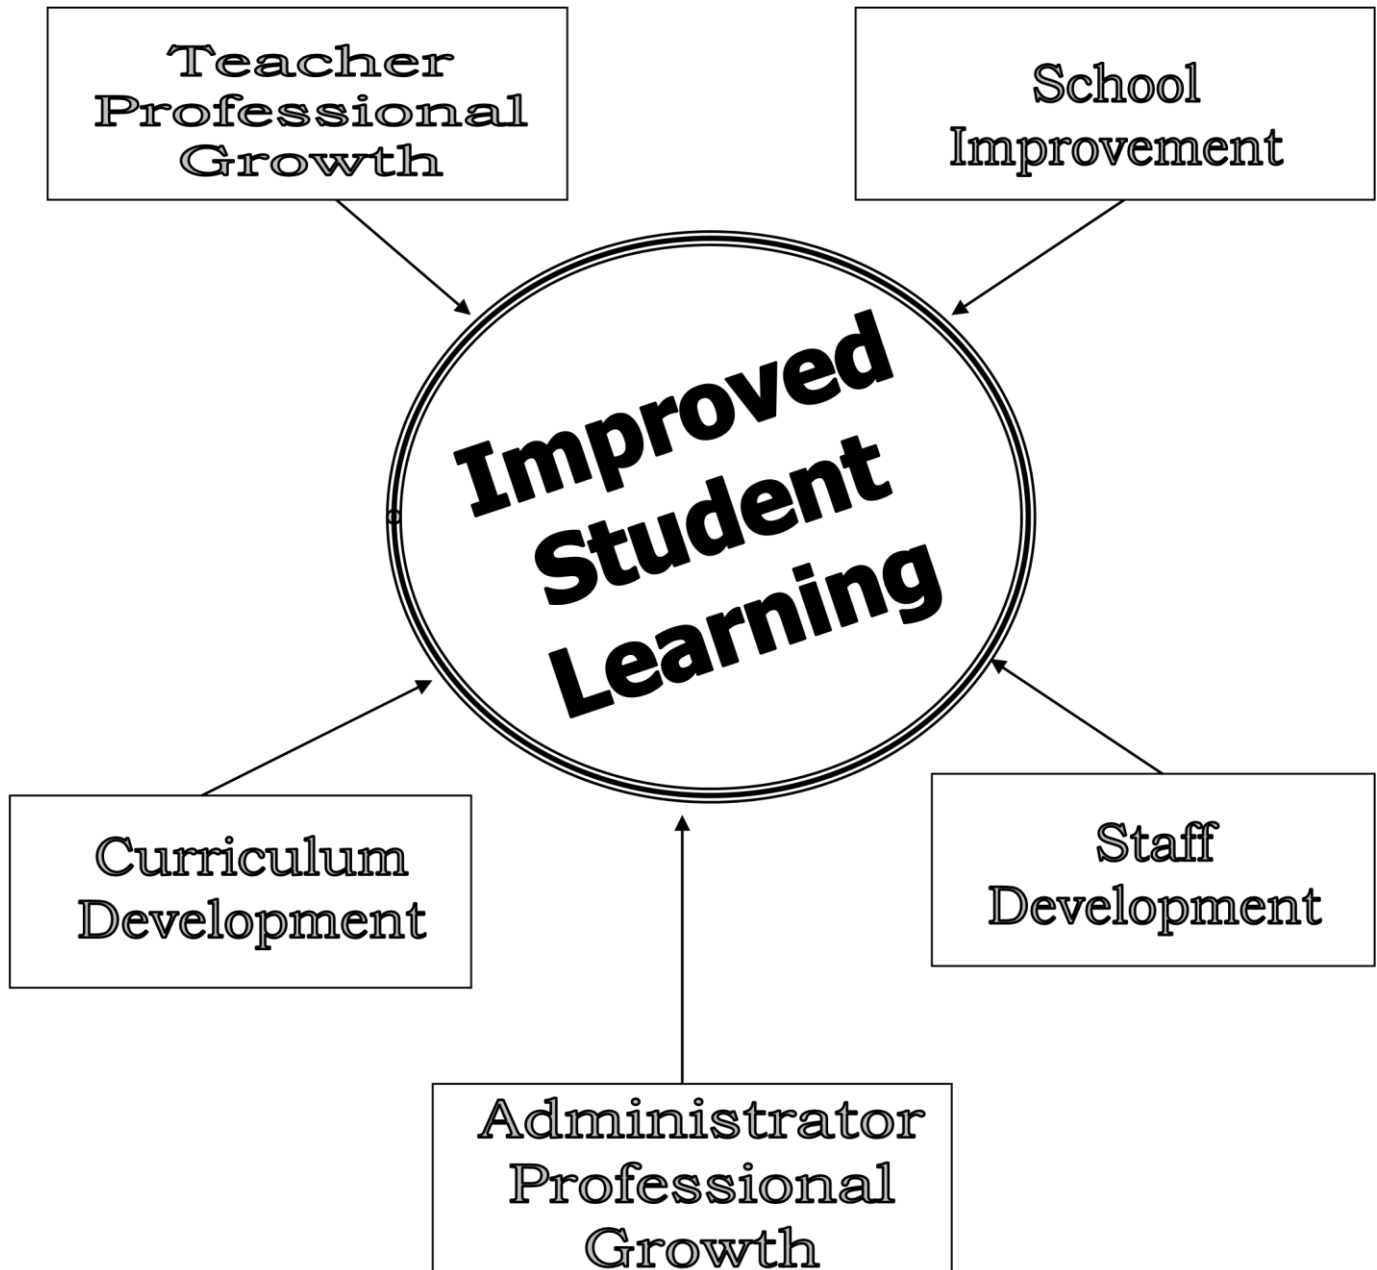 Teacher
Professional
Growth
School
Improvement
Improved
Student
Learning
Curriculum
Development
Staff
Development
Administrator
Professional
Growth